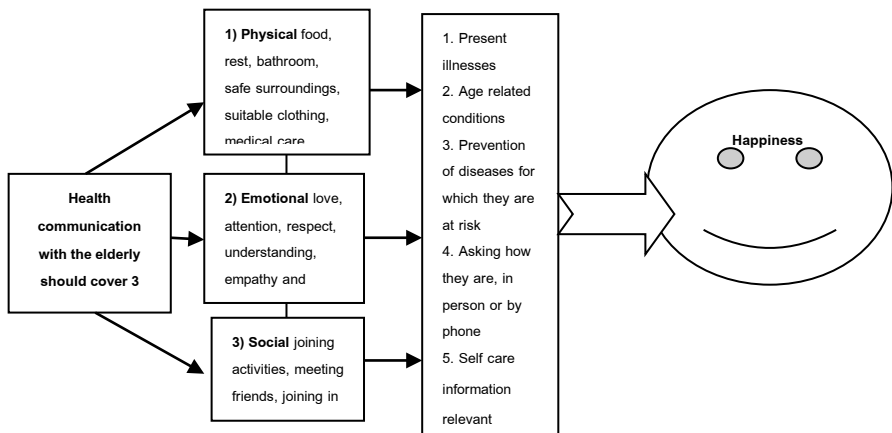 Health
communication
with the elderly
should cover 3
1) Physical food,
rest, bathroom,
safe surroundings,
suitable clothing,
medical care
2) Emotional love,
attention, respect,
understanding,
empathy and
3) Social joining
activities, meeting
friends, joining in
1. Present
illnesses
2. Age related
conditions
3. Prevention
of diseases for
which they are
at risk
4. Asking how
they are, in
person or by
phone
5. Self care
information
relevant
Happiness